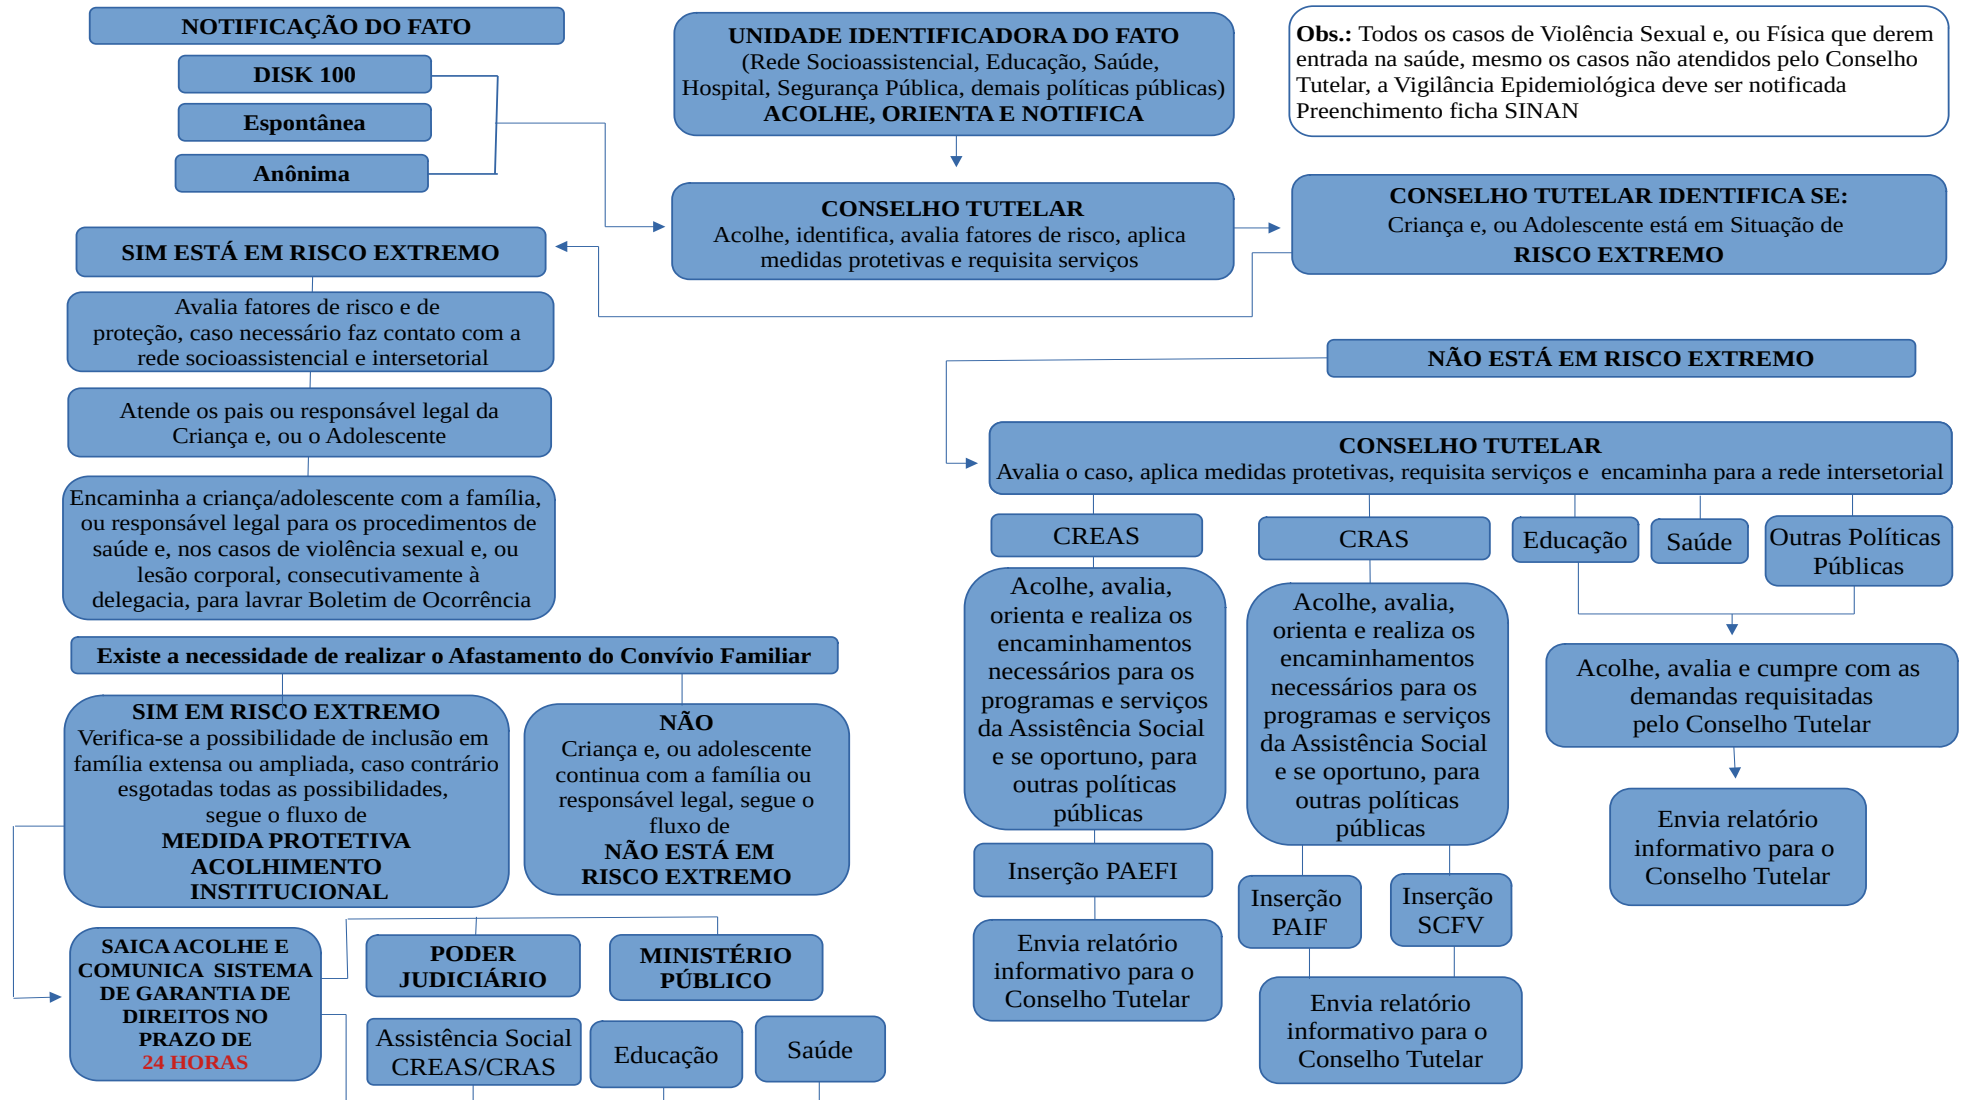 NOTIFICAÇÃO DO FATO
DISK 100
Espontânea
Anônima
UNIDADE IDENTIFICADORA DO FATO
(Rede Socioassistencial, Educação, Saúde,
Hospital, Segurança Pública, demais políticas públicas)
ACOLHE, ORIENTA E NOTIFICA
Obs.: Todos os casos de Violência Sexual e, ou Física que derem
entrada na saúde, mesmo os casos não atendidos pelo Conselho
Tutelar, a Vigilância Epidemiológica deve ser notificada
Preenchimento ficha SINAN
CONSELHO TUTELAR
Acolhe, identifica, avalia fatores de risco, aplica
medidas protetivas e requisita serviços
CONSELHO TUTELAR IDENTIFICA SE:
Criança e, ou Adolescente está em Situação de
RISCO EXTREMO
SIM ESTÁ EM RISCO EXTREMO
Avalia fatores de risco e de
proteção, caso necessário faz contato com a
rede socioassistencial e intersetorial
Atende os pais ou responsável legal da
Criança e, ou o Adolescente
Encaminha a criança/adolescente com a família,
ou responsável legal para os procedimentos de
saúde e, nos casos de violência sexual e, ou
lesão corporal, consecutivamente à
delegacia, para lavrar Boletim de Ocorrência
Existe a necessidade de realizar o Afastamento do Convívio Familiar
SIM EM RISCO EXTREMO
Verifica-se a possibilidade de inclusão em
família extensa ou ampliada, caso contrário
esgotadas todas as possibilidades,
segue o fluxo de
MEDIDA PROTETIVA
ACOLHIMENTO
INSTITUCIONAL
NÃO
Criança e, ou adolescente
continua com a família ou
responsável legal, segue o
fluxo de
NÃO ESTÁ EM
RISCO EXTREMO
SAICA ACOLHE E
COMUNICA SISTEMA
DE GARANTIA DE
DIREITOS NO
PRAZO DE
24 HORAS
PODER
JUDICIÁRIO
MINISTÉRIO
PÚBLICO
Assistência Social
CREAS/CRAS
Educação
Saúde
NÃO ESTÁ EM RISCO EXTREMO
CONSELHO TUTELAR
Avalia o caso, aplica medidas protetivas, requisita serviços e encaminha para a rede intersetorial
CREAS
Acolhe, avalia,
orienta e realiza os
encaminhamentos
necessários para os
programas e serviços
da Assistência Social
e se oportuno, para
outras políticas
públicas
Inserção PAEFI
Envia relatório
informativo para o
Conselho Tutelar
CRAS
Acolhe, avalia,
orienta e realiza os
encaminhamentos
necessários para os
programas e serviços
da Assistência Social
e se oportuno, para
outras políticas
públicas
Inserção
PAIF
Inserção
SCFV
Envia relatório
informativo para o
Conselho Tutelar
Educação
Saúde
Outras Políticas
Públicas
Acolhe, avalia e cumpre com as
demandas requisitadas
pelo Conselho Tutelar
Envia relatório
informativo para o
Conselho Tutelar